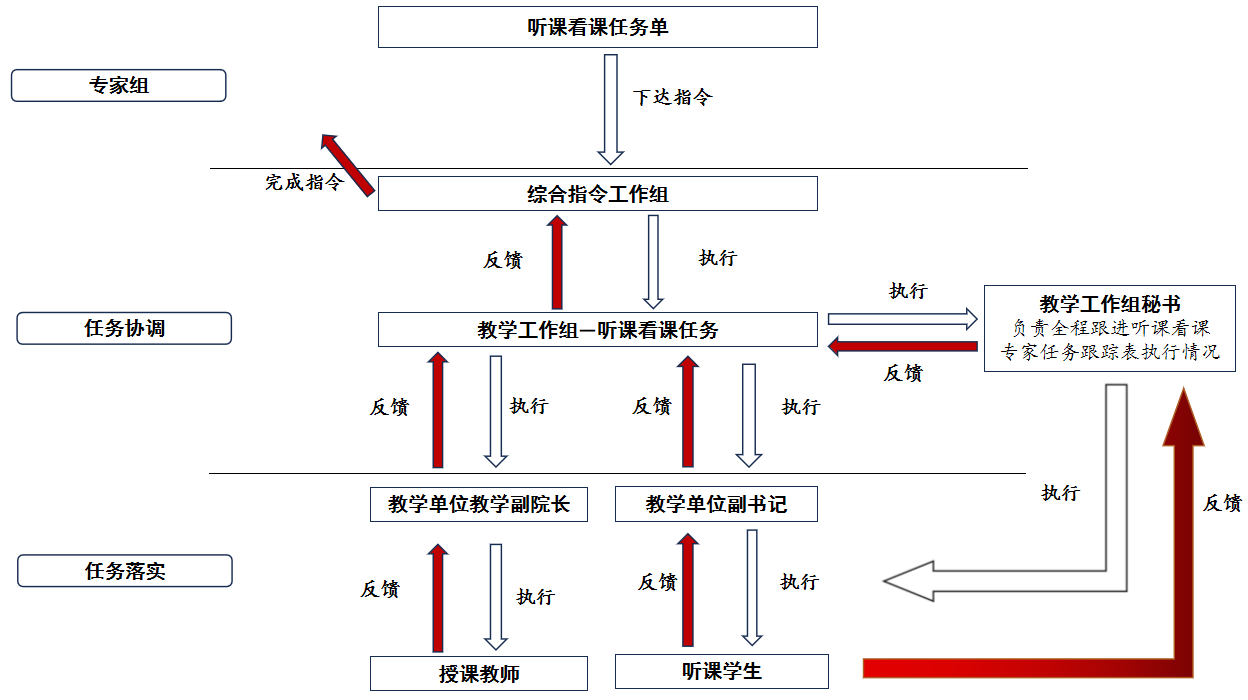 听课看课任务单
专家组
下达指令
完成指令
综合指令工作组
反馈
执行
执行
教学工作组秘书
负责全程跟进听课看课
专家任务跟踪表执行情况
任务协调
教学工作组—听课看课任务
反馈
反馈
执行
反馈
执行
执行
反馈
教学单位教学副院长
教学单位副书记
任务落实
反馈
执行
反馈
执行
授课教师
听课学生